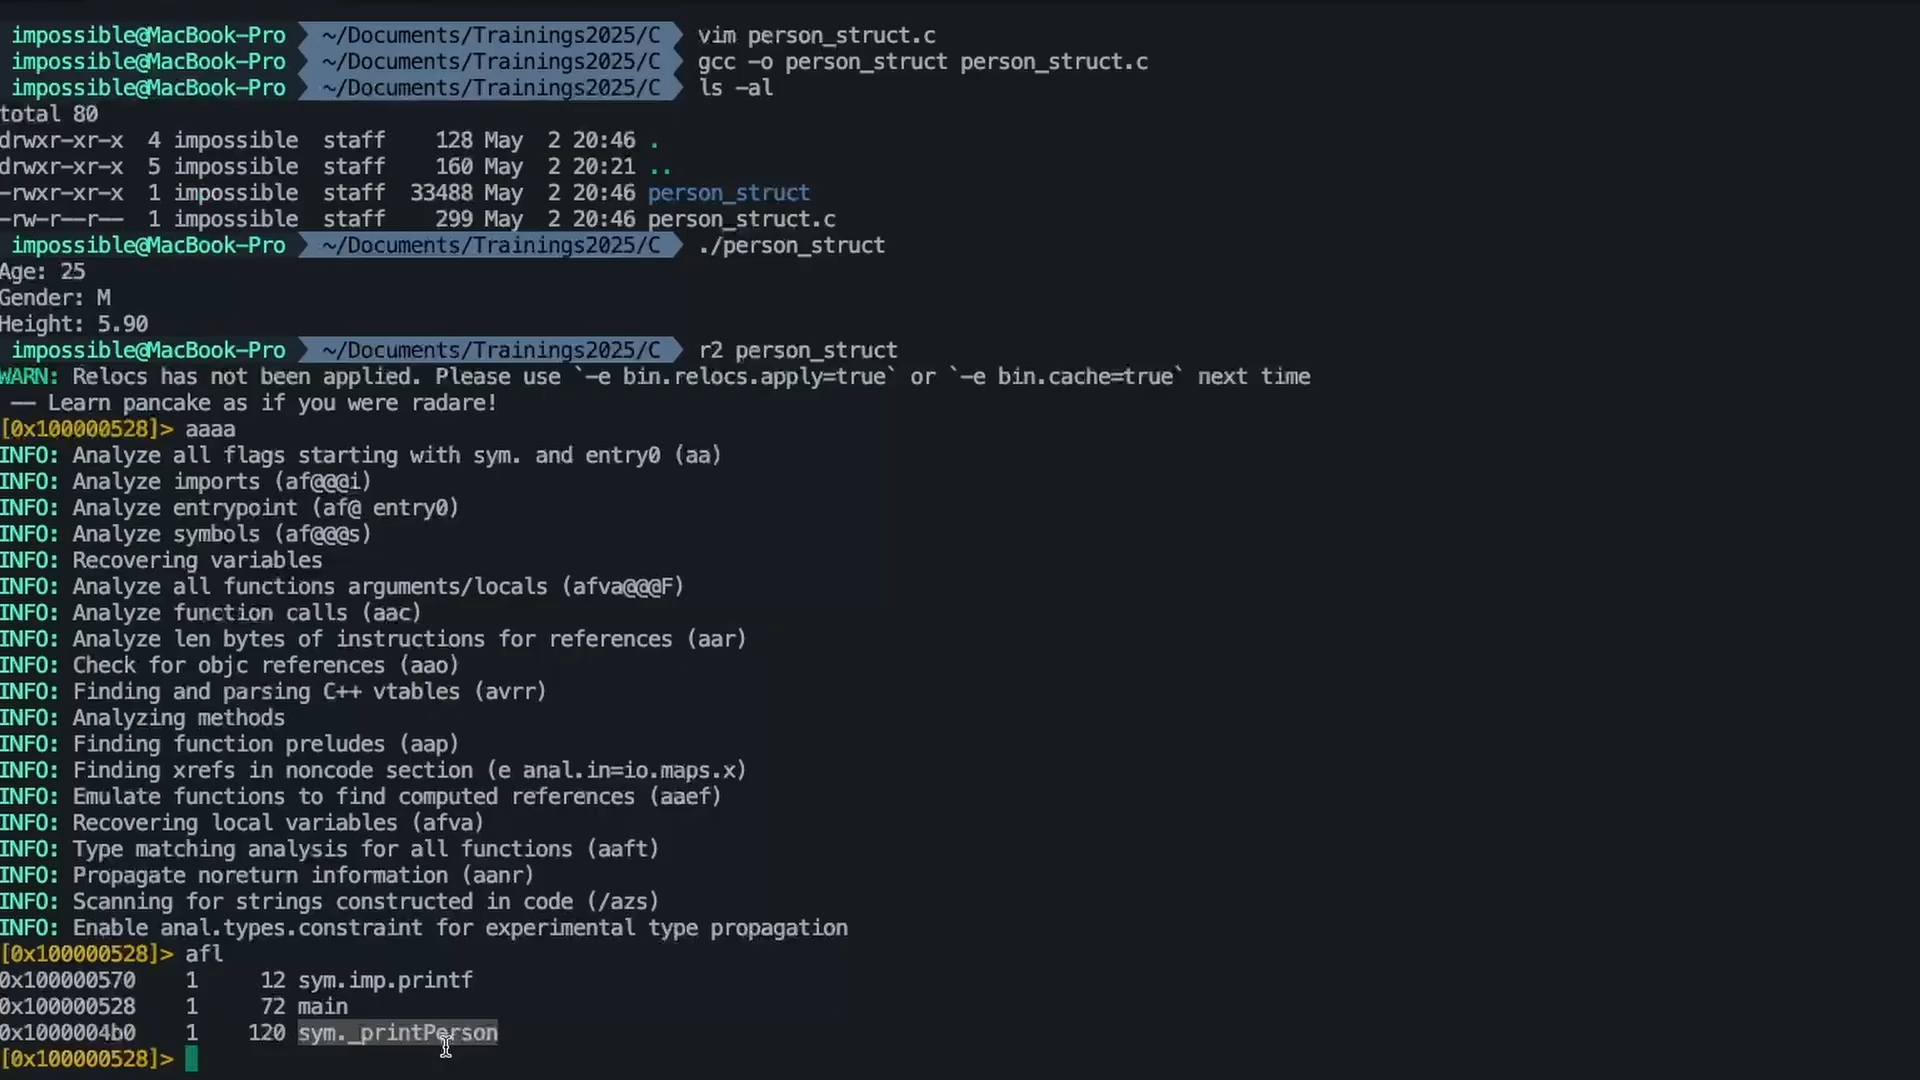 impossible@MacBook-Pro ~/Documents/Trainings2025/C vim person_struct.c
impossible@MacBook-Pro ~/Documents/Trainings2025/C gcc -o person_struct person_struct.c
impossible@MacBook-Pro ~/Documents/Trainings2025/C ls -al
total 80
drwxr-xr-x 4 impossible staff 128 May 2 20:46 .
drwxr-xr-x 5 impossible staff 160 May 2 20:21 ..
-rwxr-xr-x 1 impossible staff 33488 May 2 20:46 person_struct
-rw-r--r-- 1 impossible staff 299 May 2 20:46 person_struct.c
impossible@MacBook-Pro ~/Documents/Trainings2025/C ./person_struct
Age: 25
Gender: M
Height: 5.90
impossible@MacBook-Pro ~/Documents/Trainings2025/C r2 person_struct
WARN: Relocs has not been applied. Please use `-e bin.relocs.apply=true` or `-e bin.cache=true` next time
-- Learn pancake as if you were radare!
[0x100000528]> aaaa
INFO: Analyze all flags starting with sym. and entry0 (aa)
INFO: Analyze imports (af@@@i)
INFO: Analyze entrypoint (af@ entry0)
INFO: Analyze symbols (af@@@s)
INFO: Recovering variables
INFO: Analyze all functions arguments/locals (afva@@@F)
INFO: Analyze function calls (aac)
INFO: Analyze len bytes of instructions for references (aar)
INFO: Check for objc references (aao)
INFO: Finding and parsing C++ vtables (avrr)
INFO: Analyzing methods
INFO: Finding function preludes (aap)
INFO: Finding xrefs in noncode section (e anal.in=io.maps.x)
INFO: Emulate functions to find computed references (aaef)
INFO: Recovering local variables (afva)
INFO: Type matching analysis for all functions (aaft)
INFO: Propagate noreturn information (aanr)
INFO: Scanning for strings constructed in code (/azs)
INFO: Enable anal.types.constraint for experimental type propagation
[0x100000528]> afl
0x100000570 1 12 sym.imp.printf
0x100000528 1 72 main
0x1000004b0 1 120 sym._printPerson
[0x100000528]>